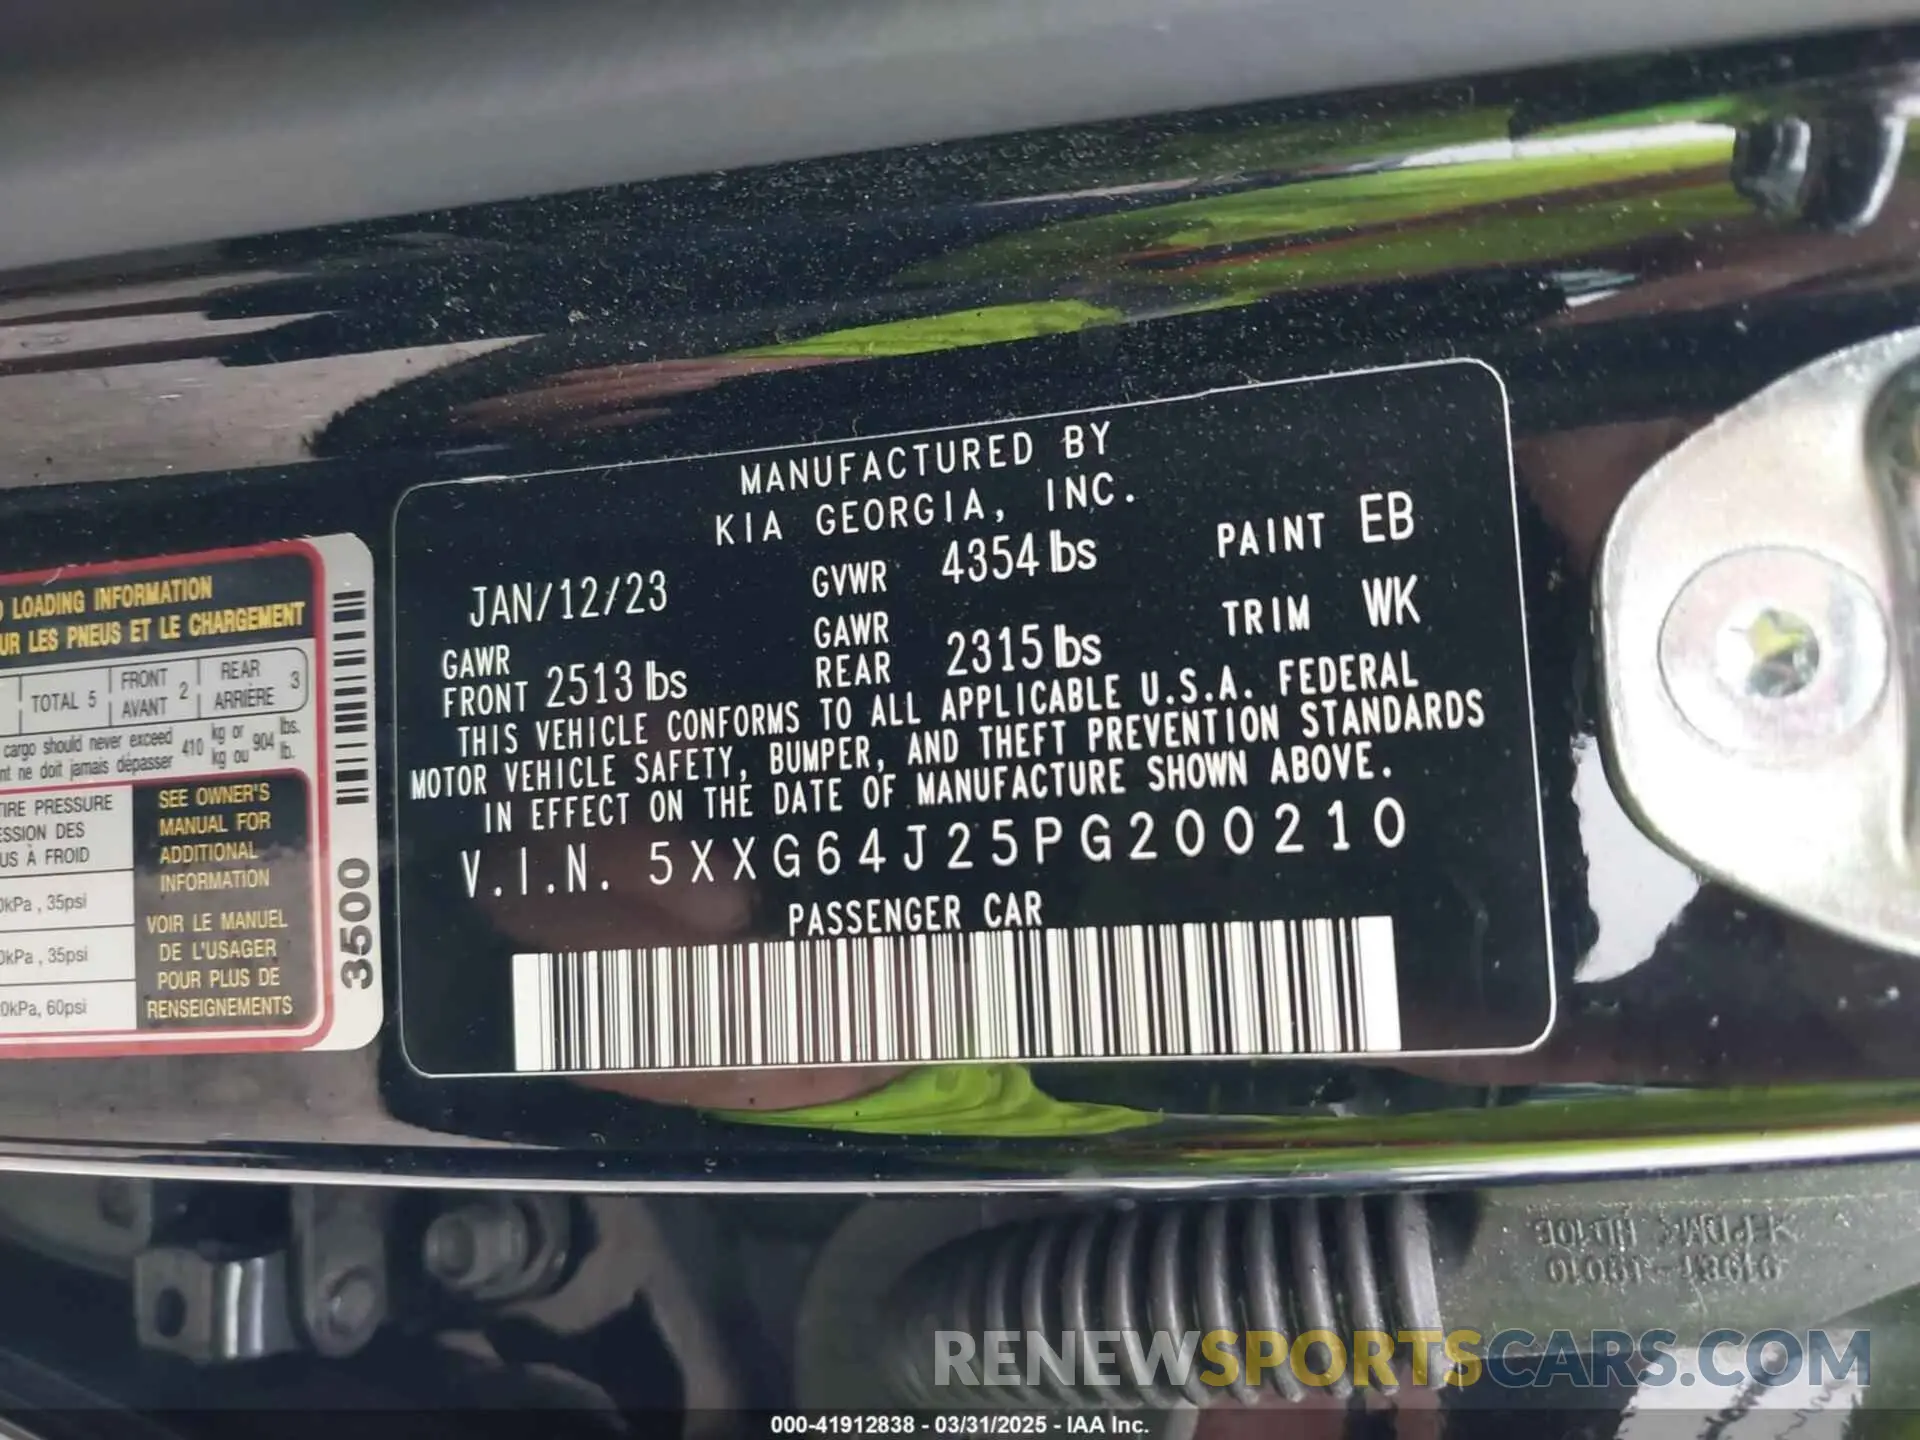 MANUFACTURED BY
KIA GEORGIA, INC.
JAN/12/23 GVWR 4354 lbs PAINT EB
GAWR FRONT 2513 lbs GAWR REAR 2315 lbs TRIM WK
THIS VEHICLE CONFORMS TO ALL APPLICABLE U.S.A. FEDERAL
MOTOR VEHICLE SAFETY, BUMPER, AND THEFT PREVENTION STANDARDS
IN EFFECT ON THE DATE OF MANUFACTURE SHOWN ABOVE.
V.I.N. 5XXG64J25PG200210
PASSENGER CAR
LOADING INFORMATION
LES PNEUS ET LE CHARGEMENT
TOTAL 5 FRONT AVANT 2 REAR ARRIÈRE 3
cargo should never exceed 410 kg or 904 lbs.
ne doit jamais dépasser kg ou lb.
TIRE PRESSURE
DES
À FROID
kPa, 35psi
kPa, 35psi
kPa, 60psi
SEE OWNER'S
MANUAL FOR
ADDITIONAL
INFORMATION
VOIR LE MANUEL
DE L'USAGER
POUR PLUS DE
RENSEIGNEMENTS
3500
RENEWSPORTSCARS.COM
000-41912838 - 03/31/2025 - IAA Inc.